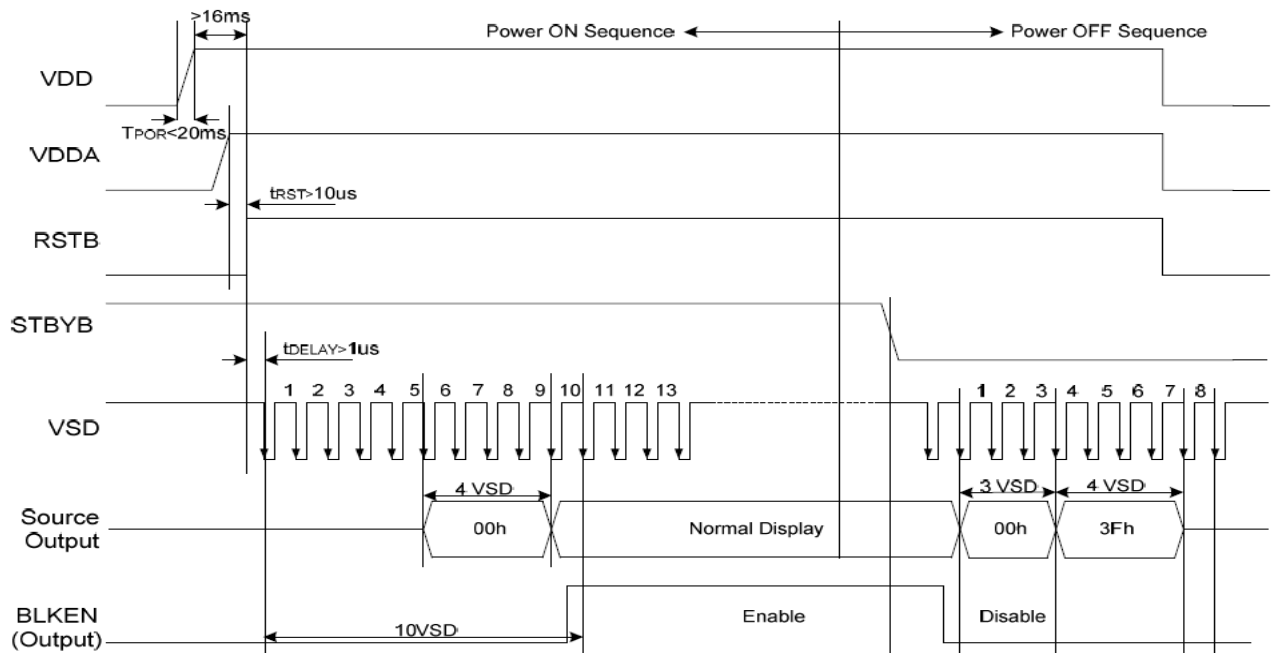 >16ms
Power ON Sequence
Power OFF Sequence
VDD
TPOR<20ms
VDDA
tRST>10us
RSTB
STBYB
tDELAY>1us
1 2 3 4 5 6 7 8 9 10 11 12 13
1 2 3 4 5 6 7 8
VSD
4 VSD
3 VSD
4 VSD
Source
Output
00h
Normal Display
00h
3Fh
BLKEN
(Output)
10VSD
Enable
Disable